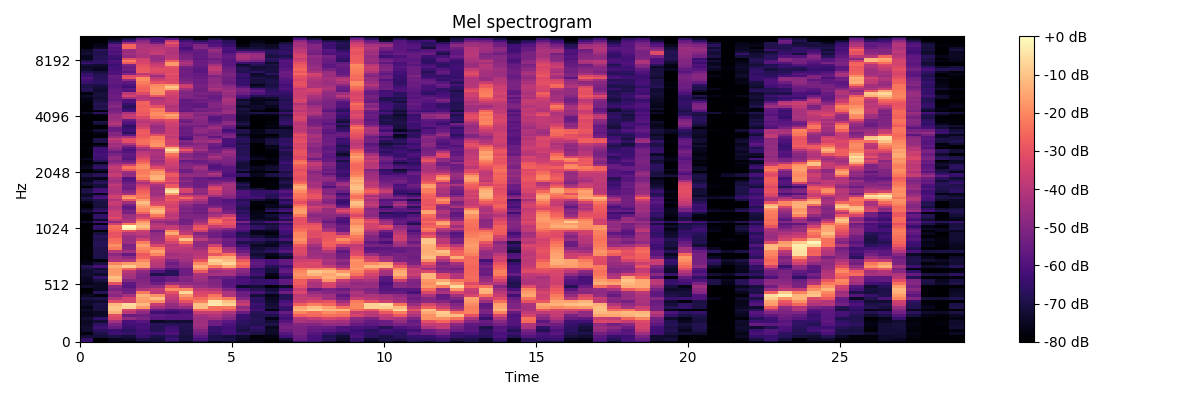 Mel spectrogram
8192
4096
2048
1024
512
0
Hz
0 5 10 15 20 25
Time
+0 dB
-10 dB
-20 dB
-30 dB
-40 dB
-50 dB
-60 dB
-70 dB
-80 dB